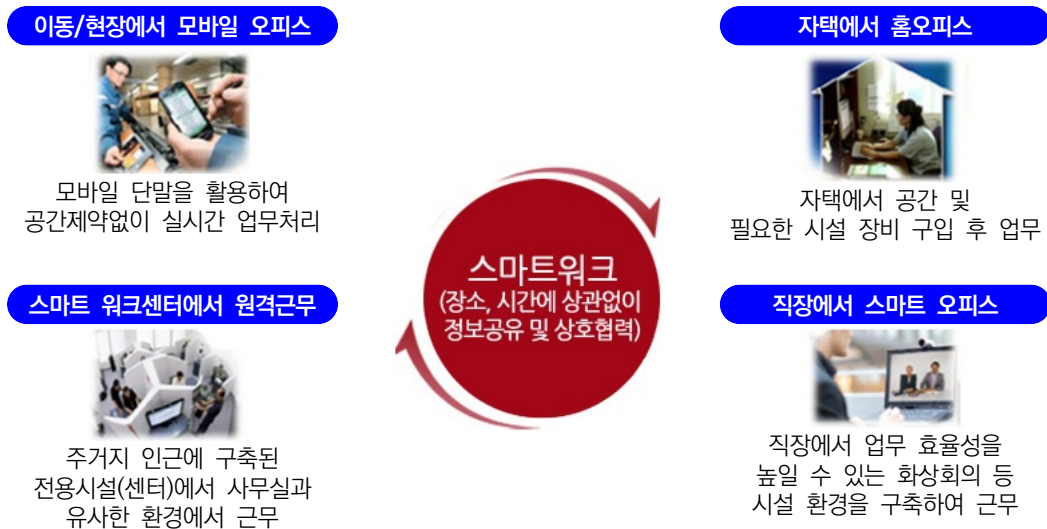 이동/현장에서 모바일 오피스
모바일 단말을 활용하여
공간제약없이 실시간 업무처리
자택에서 홈오피스
자택에서 공간 및
필요한 시설 장비 구입 후 업무
스마트워크
(장소, 시간에 상관없이
정보공유 및 상호협력)
스마트 워크센터에서 원격근무
주거지 인근에 구축된
전용시설(센터)에서 사무실과
유사한 환경에서 근무
직장에서 스마트 오피스
직장에서 업무 효율성을
높일 수 있는 화상회의 등
시설 환경을 구축하여 근무